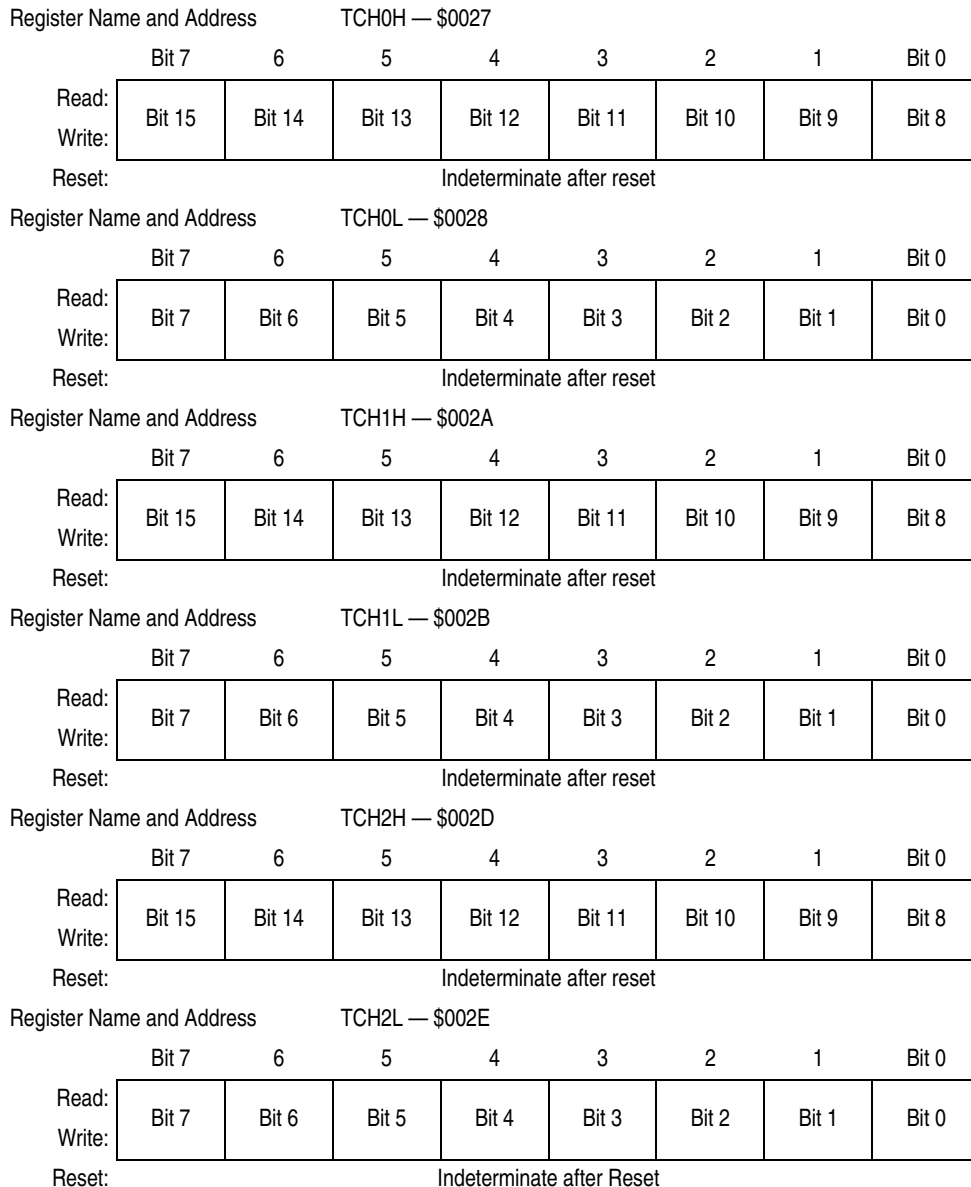 Register Name and Address TCH0H — $0027
Bit 7 6 5 4 3 2 1 Bit 0
Read:
Bit 15 Bit 14 Bit 13 Bit 12 Bit 11 Bit 10 Bit 9 Bit 8
Write:
Reset: Indeterminate after reset
Register Name and Address TCH0L — $0028
Bit 7 6 5 4 3 2 1 Bit 0
Read:
Bit 7 Bit 6 Bit 5 Bit 4 Bit 3 Bit 2 Bit 1 Bit 0
Write:
Reset: Indeterminate after reset
Register Name and Address TCH1H — $002A
Bit 7 6 5 4 3 2 1 Bit 0
Read:
Bit 15 Bit 14 Bit 13 Bit 12 Bit 11 Bit 10 Bit 9 Bit 8
Write:
Reset: Indeterminate after reset
Register Name and Address TCH1L — $002B
Bit 7 6 5 4 3 2 1 Bit 0
Read:
Bit 7 Bit 6 Bit 5 Bit 4 Bit 3 Bit 2 Bit 1 Bit 0
Write:
Reset: Indeterminate after reset
Register Name and Address TCH2H — $002D
Bit 7 6 5 4 3 2 1 Bit 0
Read:
Bit 15 Bit 14 Bit 13 Bit 12 Bit 11 Bit 10 Bit 9 Bit 8
Write:
Reset: Indeterminate after reset
Register Name and Address TCH2L — $002E
Bit 7 6 5 4 3 2 1 Bit 0
Read:
Bit 7 Bit 6 Bit 5 Bit 4 Bit 3 Bit 2 Bit 1 Bit 0
Write:
Reset: Indeterminate after Reset